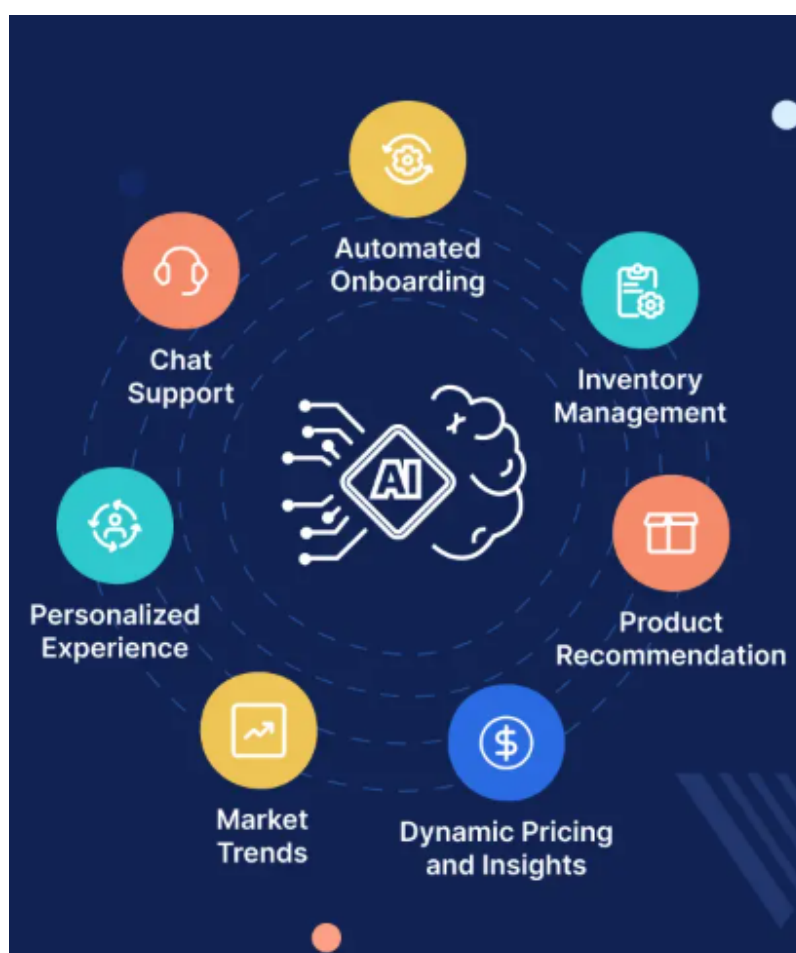 Automated
Onboarding
Chat
Support
Inventory
Management
AI
Personalized
Experience
Product
Recommendation
Market
Trends
Dynamic Pricing
and Insights